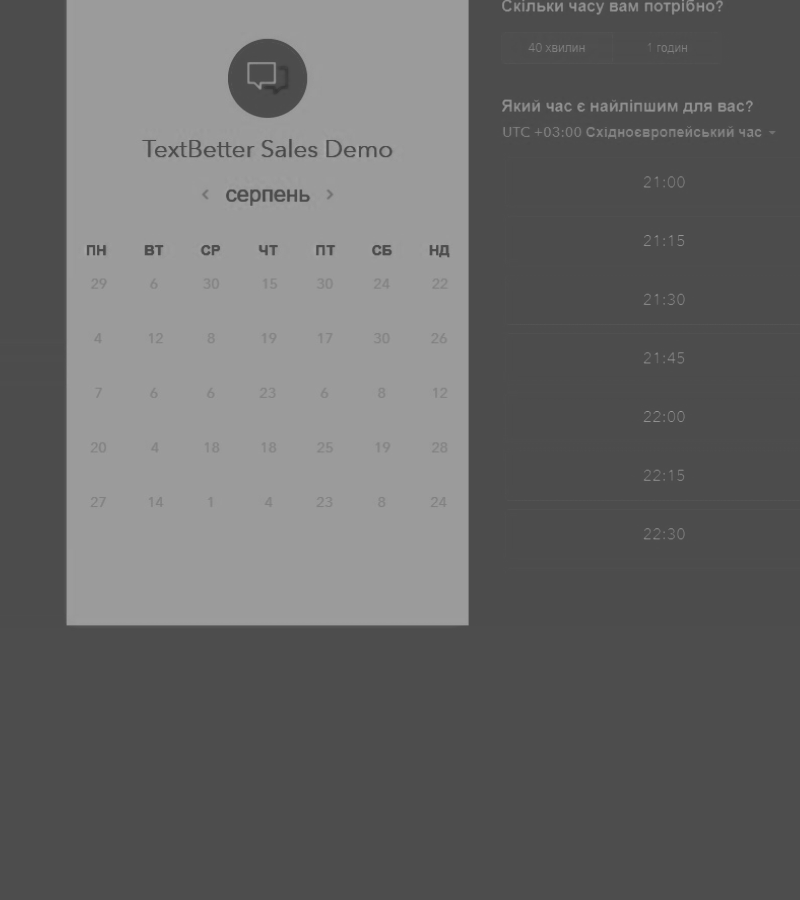 TextBetter Sales Demo
серпень
ПН ВТ СР ЧТ ПТ СБ НД
29 6 30 15 30 24 22
4 12 8 19 17 30 26
7 6 6 23 6 8 12
20 4 18 18 25 19 28
27 14 1 4 23 8 24
Скільки часу вам потрібно?
40 хвилин 1 годин
Який час є найліпшим для вас?
UTC +03:00 Східноєвропейський час
21:00
21:15
21:30
21:45
22:00
22:15
22:30